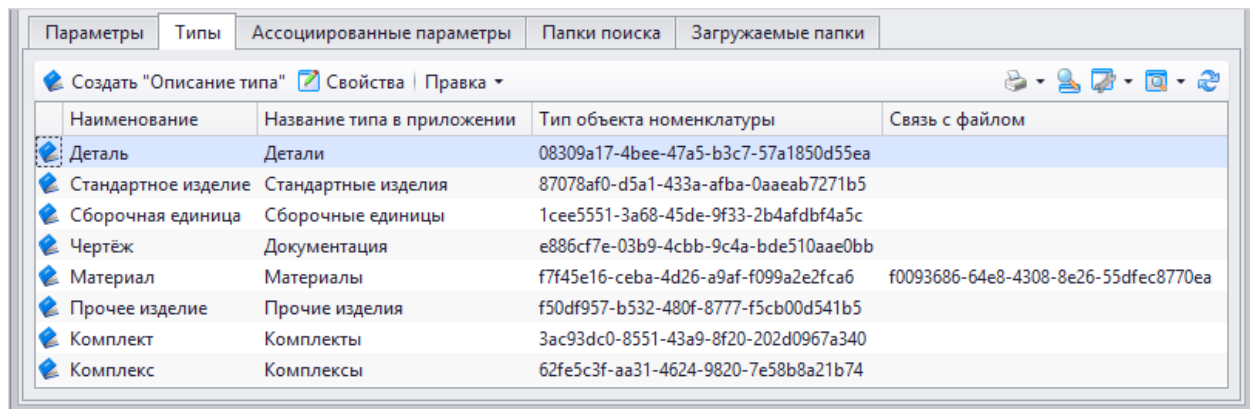 Параметры Типы Ассоциированные параметры Папки поиска Загружаемые папки
Создать "Описание типа" Свойства Правка
Наименование Название типа в приложении Тип объекта номенклатуры Связь с файлом
Деталь Детали 08309a17-4bee-47a5-b3c7-57a1850d55ea
Стандартное изделие Стандартные изделия 87078af0-d5a1-433a-afba-0aaeab7271b5
Сборочная единица Сборочные единицы 1cee5551-3a68-45de-9f33-2b4afdbf4a5c
Чертёж Документация e886cf7e-03b9-4cbb-9c4a-bde510aae0bb
Материал Материалы f7f45e16-ceba-4d26-a9af-f099a2e2fca6 f0093686-64e8-4308-8e26-55dfec8770ea
Прочее изделие Прочие изделия f50df957-b532-480f-8777-f5cb00d541b5
Комплект Комплекты 3ac93dc0-8551-43a9-8f20-202d0967a340
Комплекс Комплексы 62fe5c3f-aa31-4624-9820-7e58b8a21b74